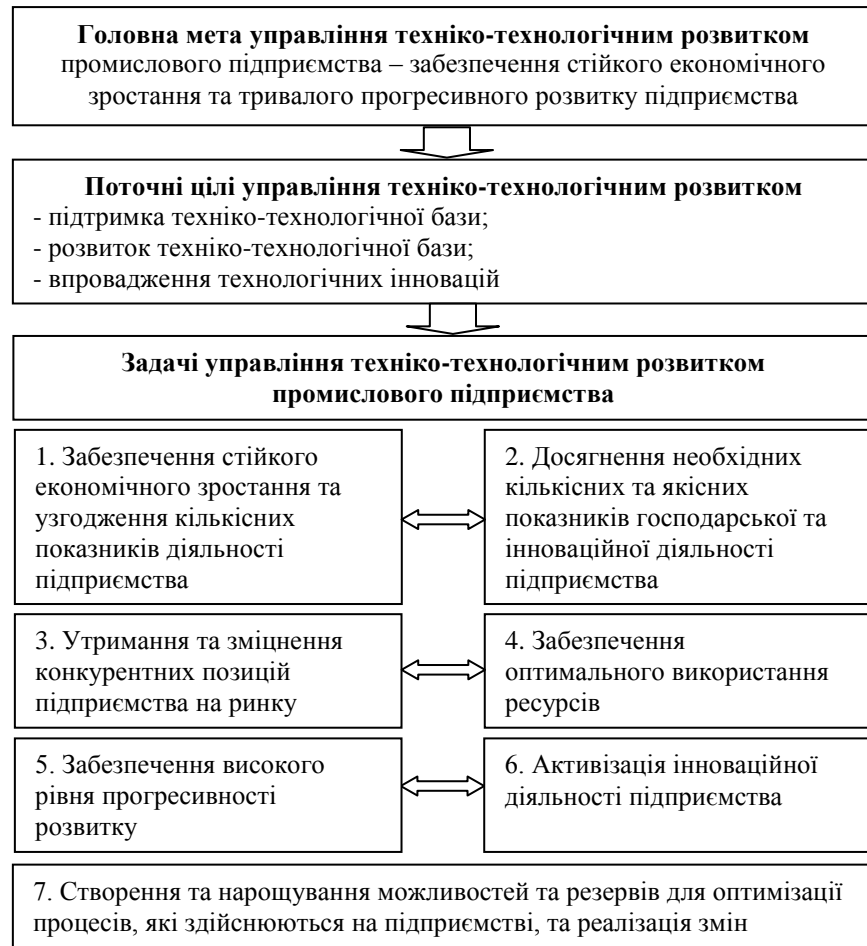 Головна мета управління техніко-технологічним розвитком
промислового підприємства – забезпечення стійкого економічного
зростання та тривалого прогресивного розвитку підприємства
Поточні цілі управління техніко-технологічним розвитком
- підтримка техніко-технологічної бази;
- розвиток техніко-технологічної бази;
- впровадження технологічних інновацій
Задачі управління техніко-технологічним розвитком
промислового підприємства
1. Забезпечення стійкого
економічного зростання та
узгодження кількісних
показників діяльності
підприємства
2. Досягнення необхідних
кількісних та якісних
показників господарської та
інноваційної діяльності
підприємства
3. Утримання та зміцнення
конкурентних позицій
підприємства на ринку
4. Забезпечення
оптимального використання
ресурсів
5. Забезпечення високого
рівня прогресивності
розвитку
6. Активізація інноваційної
діяльності підприємства
7. Створення та нарощування можливостей та резервів для оптимізації
процесів, які здійснюються на підприємстві, та реалізація змін